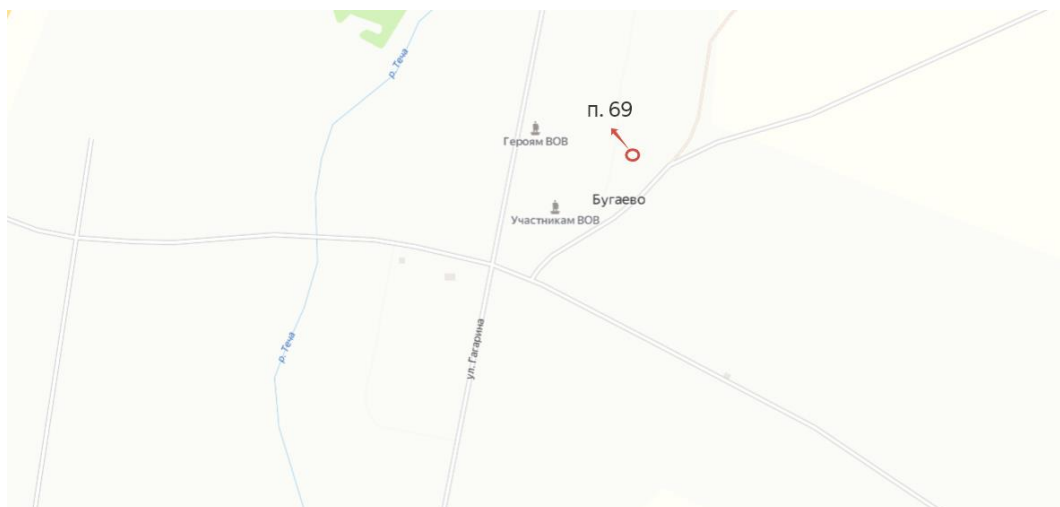 р. Теча
п. 69
Героям ВОВ
Бугаево
Участникам ВОВ
р. Теча
ул. Гагарина